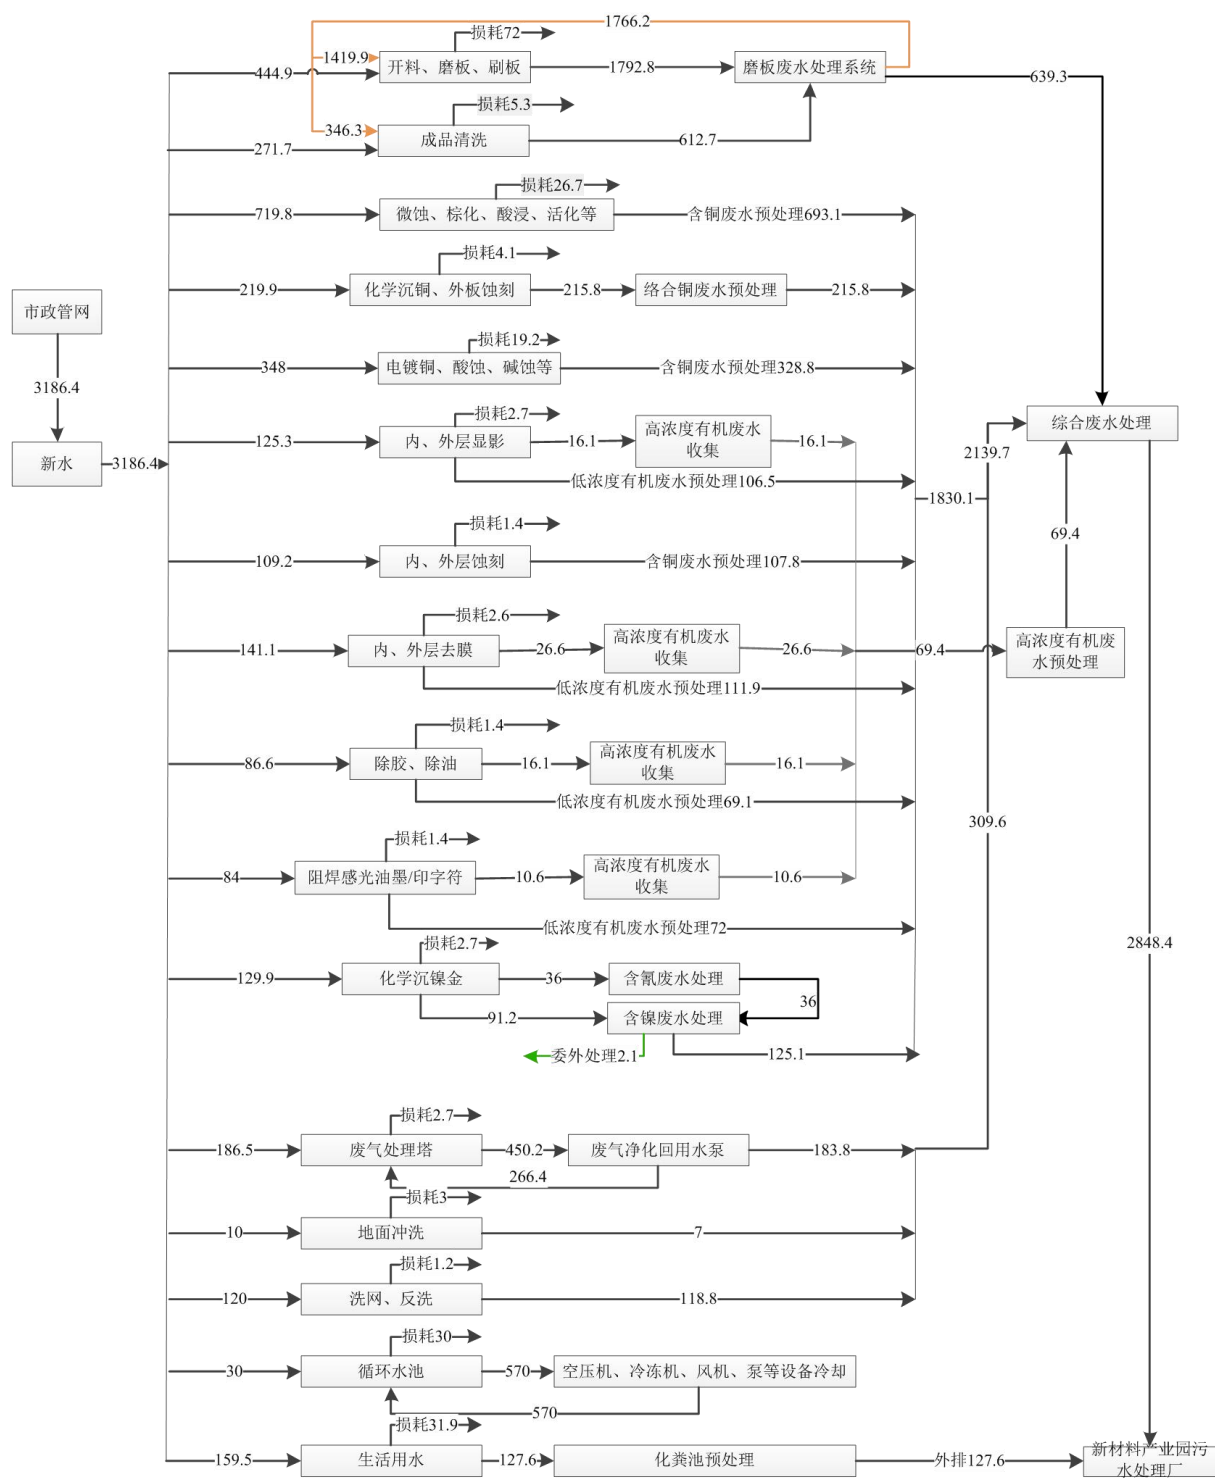 1766.2
损耗72
1419.9
开料、磨板、刷板
1792.8
磨板废水处理系统
444.9
639.3
损耗5.3
346.3
成品清洗
612.7
271.7
损耗26.7
719.8
微蚀、棕化、酸浸、活化等
含铜废水预处理693.1
损耗4.1
219.9
化学沉铜、外板蚀刻
215.8
络合铜废水预处理
215.8
市政管网
损耗19.2
348
电镀铜、酸蚀、碱蚀等
含铜废水预处理328.8
3186.4
损耗2.7
125.3
内、外层显影
16.1
高浓度有机废水
收集
16.1
综合废水处理
2139.7
新水
3186.4
低浓度有机废水预处理106.5
1830.1
损耗1.4
69.4
109.2
内、外层蚀刻
含铜废水预处理107.8
损耗2.6
141.1
内、外层去膜
26.6
高浓度有机废水
收集
26.6
69.4
高浓度有机废
水预处理
低浓度有机废水预处理111.9
损耗1.4
86.6
除胶、除油
16.1
高浓度有机废水
收集
16.1
低浓度有机废水预处理69.1
309.6
损耗1.4
84
阻焊感光油墨/印字符
10.6
高浓度有机废水
收集
10.6
低浓度有机废水预处理72
损耗2.7
2848.4
129.9
化学沉镍金
36
含氰废水处理
36
91.2
含镍废水处理
委外处理2.1
125.1
损耗2.7
186.5
废气处理塔
450.2
废气净化回用水泵
183.8
266.4
损耗3
10
地面冲洗
7
损耗1.2
120
洗网、反洗
118.8
损耗30
30
循环水池
570
空压机、冷冻机、风机、泵等设备冷却
570
损耗31.9
159.5
生活用水
127.6
化粪池预处理
外排127.6
新材料产业园污
水处理厂